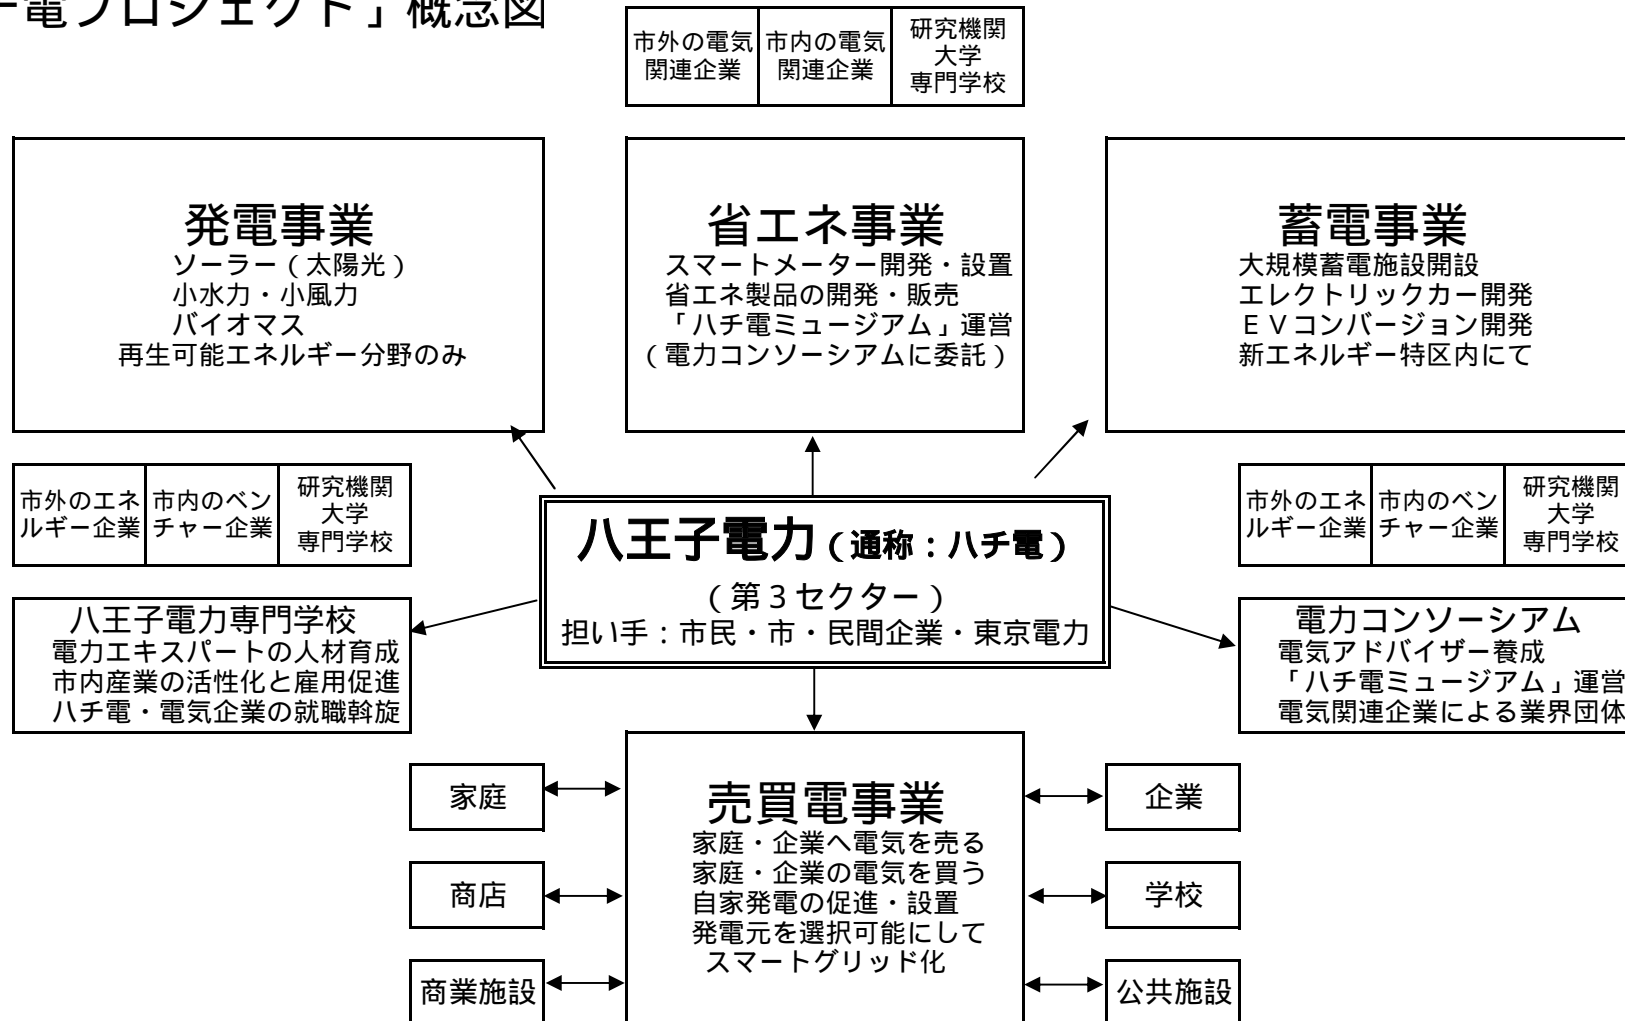 電プロジェクト」概念図
市外の電気
関連企業
市内の電気
関連企業
研究機関
大学
専門学校
発電事業
ソーラー（太陽光）
小水力・小風力
バイオマス
再生可能エネルギー分野のみ
省エネ事業
スマートメーター開発・設置
省エネ製品の開発・販売
「ハチ電ミュージアム」運営
（電力コンソーシアムに委託）
蓄電事業
大規模蓄電施設開設
エレクトリックカー開発
ＥＶコンバージョン開発
新エネルギー特区内にて
市外のエネ
ルギー企業
市内のベン
チャー企業
研究機関
大学
専門学校
八王子電力（通称：ハチ電）
（第３セクター）
担い手：市民・市・民間企業・東京電力
市外のエネ
ルギー企業
市内のベン
チャー企業
研究機関
大学
専門学校
八王子電力専門学校
電力エキスパートの人材育成
市内産業の活性化と雇用促進
ハチ電・電気企業の就職斡旋
電力コンソーシアム
電気アドバイザー養成
「ハチ電ミュージアム」運営
電気関連企業による業界団体
売買電事業
家庭・企業へ電気を売る
家庭・企業の電気を買う
自家発電の促進・設置
発電元を選択可能にして
スマートグリッド化
家庭
商店
商業施設
企業
学校
公共施設